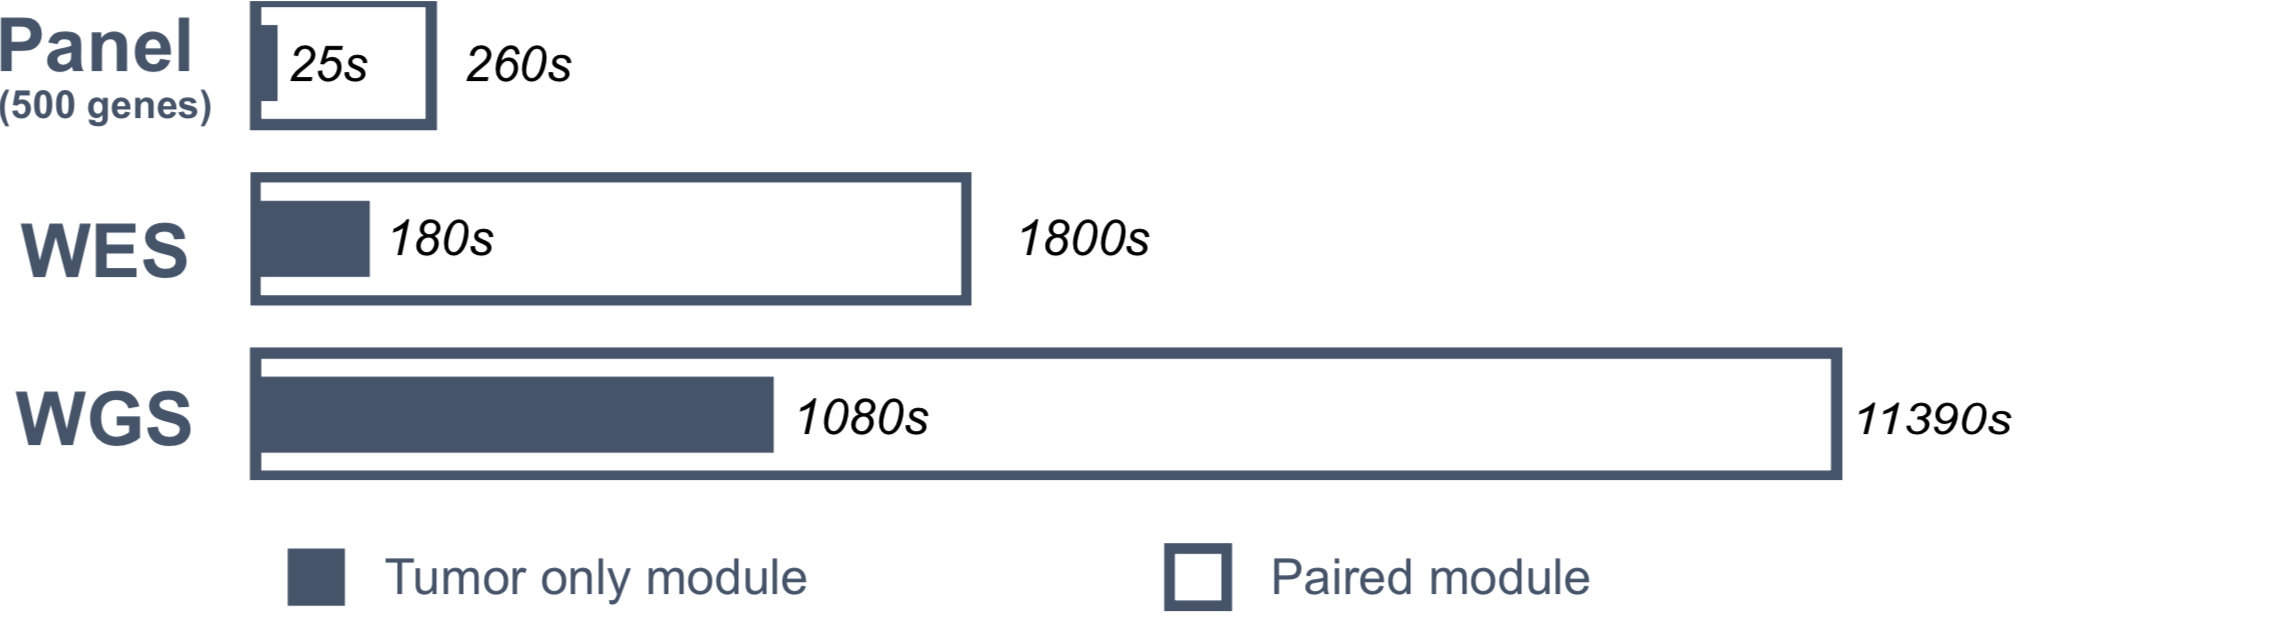 Panel
(500 genes)
25s
260s
WES
180s
1800s
WGS
1080s
11390s
Tumor only module
Paired module